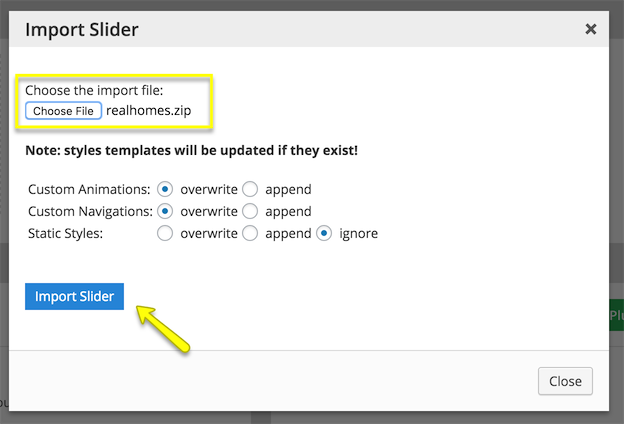 Import Slider
Choose the import file:
Choose File realhomes.zip
Note: styles templates will be updated if they exist!
Custom Animations: overwrite append
Custom Navigations: overwrite append
Static Styles: overwrite append ignore
Import Slider
Close